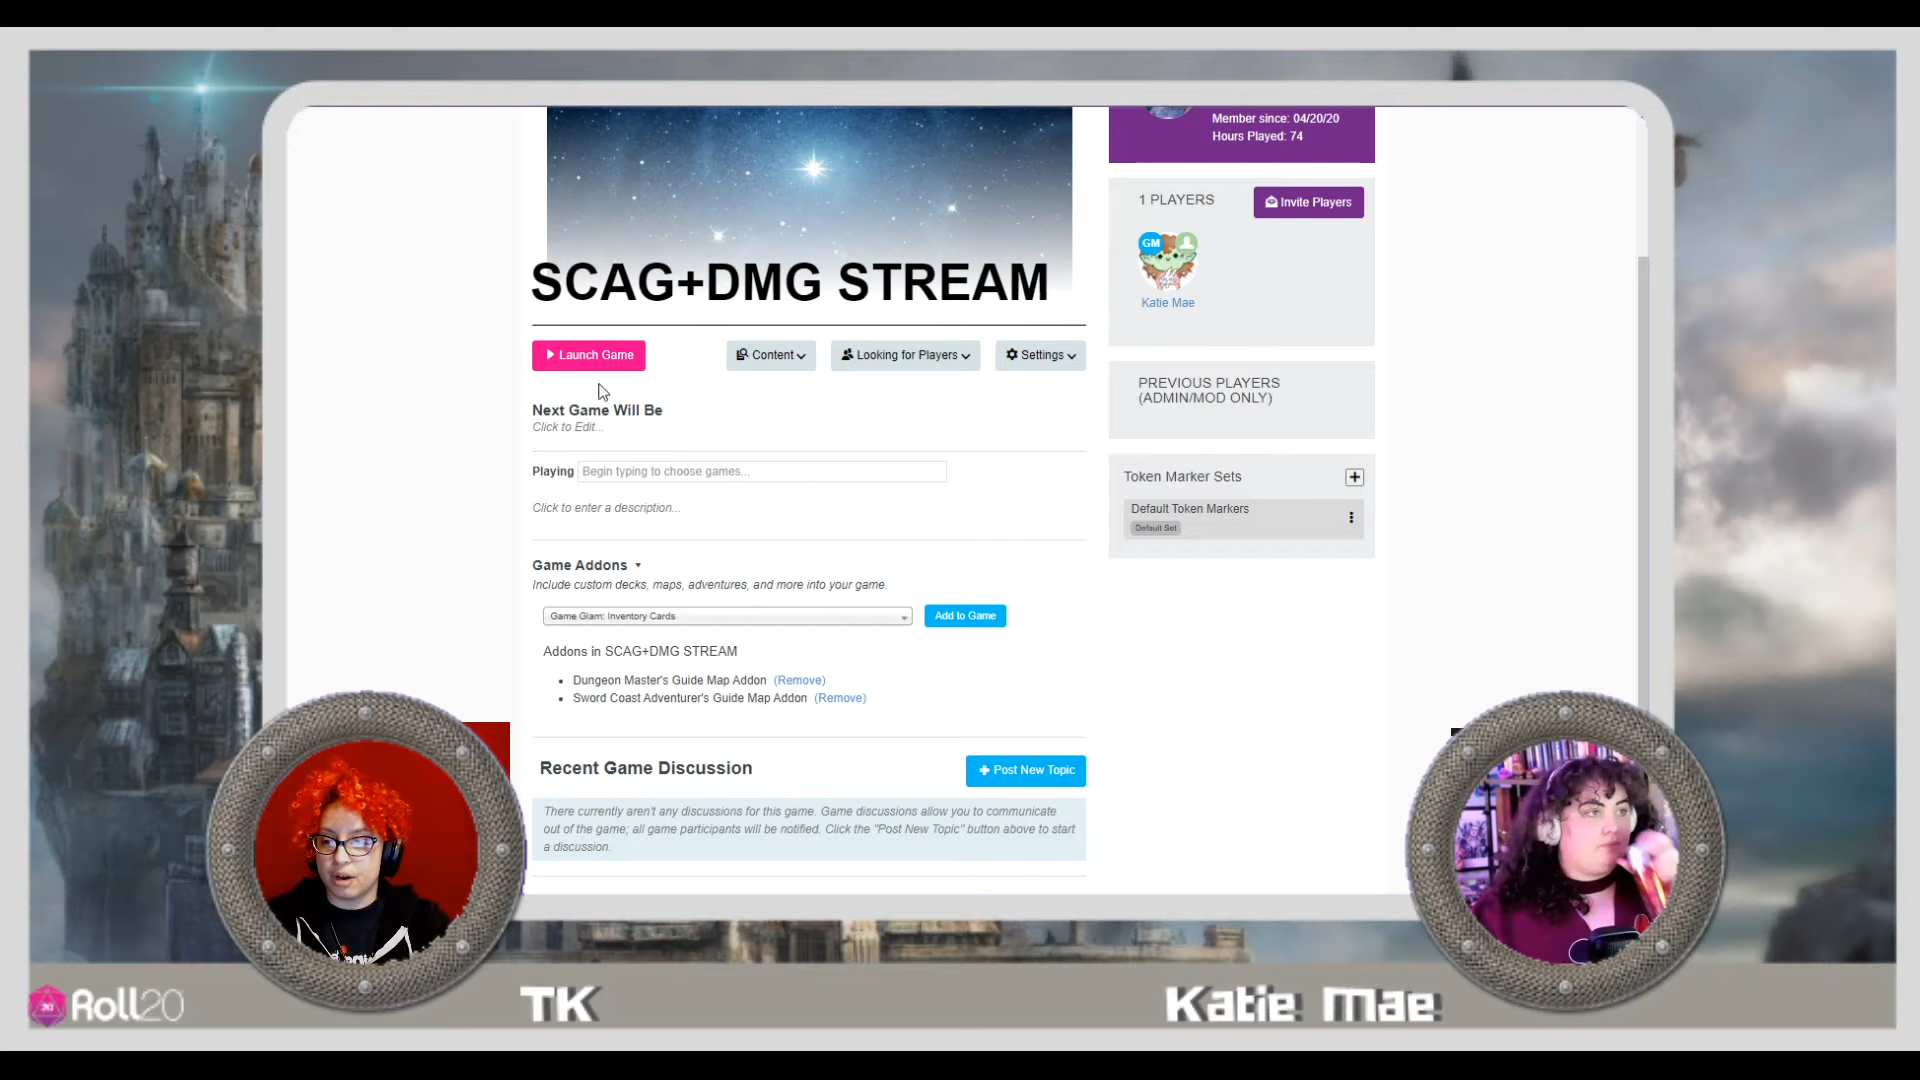 Member since: 04/20/20
Hours Played: 74
1 PLAYERS
Invite Players
GM
Katie Mae
SCAG+DMG STREAM
Launch Game
Content
Looking for Players
Settings
PREVIOUS PLAYERS
(ADMIN/MOD ONLY)
Next Game Will Be
Click to Edit...
Playing
Begin typing to choose games...
Token Marker Sets
Default Token Markers
Default Set
Click to enter a description...
Game Addons
Include custom decks, maps, adventures, and more into your game.
Game Glam: Inventory Cards
Add to Game
Addons in SCAG+DMG STREAM
Dungeon Master's Guide Map Addon (Remove)
Sword Coast Adventurer's Guide Map Addon (Remove)
Recent Game Discussion
Post New Topic
There currently aren't any discussions for this game. Game discussions allow you to communicate
out of the game; all game participants will be notified. Click the "Post New Topic" button above to start
a discussion.
Roll20
TK
Katie Mae